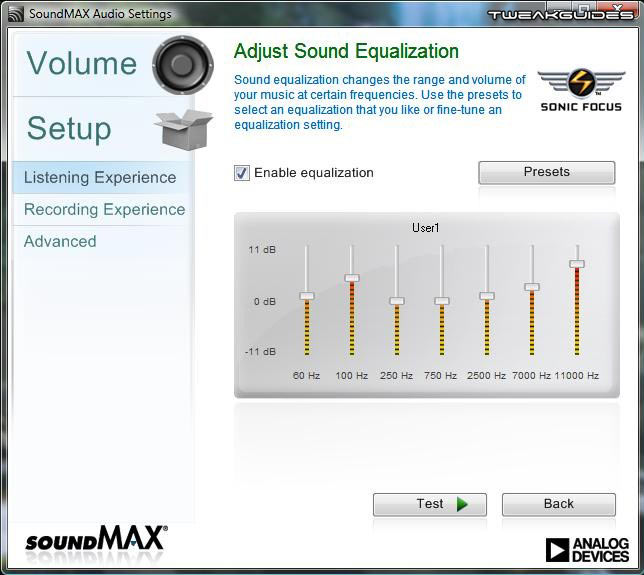 SoundMAX Audio Settings
TWEAKGUIDES
Volume
Setup
Listening Experience
Recording Experience
Advanced
Adjust Sound Equalization
Sound equalization changes the range and volume of
your music at certain frequencies. Use the presets to
select an equalization that you like or fine-tune an
equalization setting.
SONIC FOCUS
TM
Enable equalization
Presets
User1
11 dB
0 dB
-11 dB
60 Hz 100 Hz 250 Hz 750 Hz 2500 Hz 7000 Hz 11000 Hz
Test
Back
SOUNDMAX®
ANALOG
DEVICES